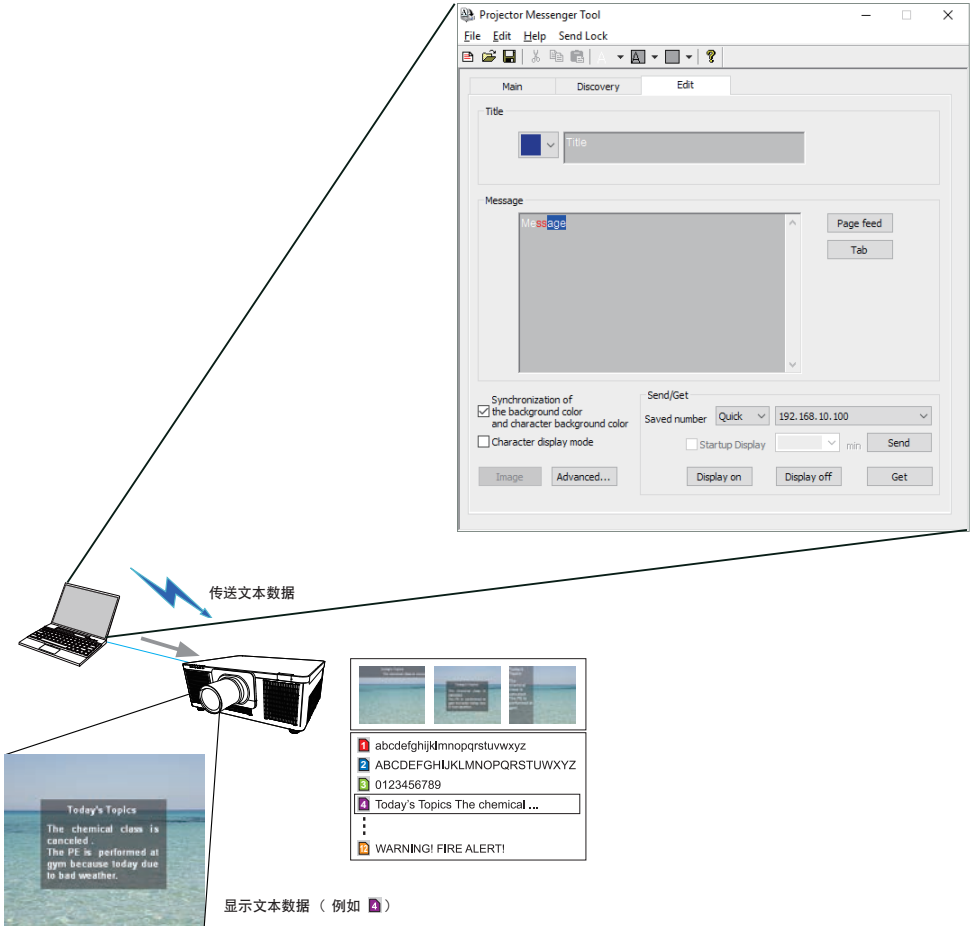 Projector Messenger Tool
File Edit Help Send Lock
Main Discovery Edit
Title
Title
Message
Message
Page feed
Tab
Synchronization of
the background color
and character background color
Character display mode
Image Advanced...
Send/Get
Saved number Quick 192.168.10.100
Startup Display min Send
Display on Display off Get
传送文本数据
1 abcdefghijklmnopqrstuvwxyz
2 ABCDEFGHIJKLMNOPQRSTUWXYZ
3 0123456789
4 Today's Topics The chemical ...
12 WARNING! FIRE ALERT!
Today's Topics
The chemical class is
canceled .
The PE is performed at
gym because today due
to bad weather.
显示文本数据（ 例如 4 ）